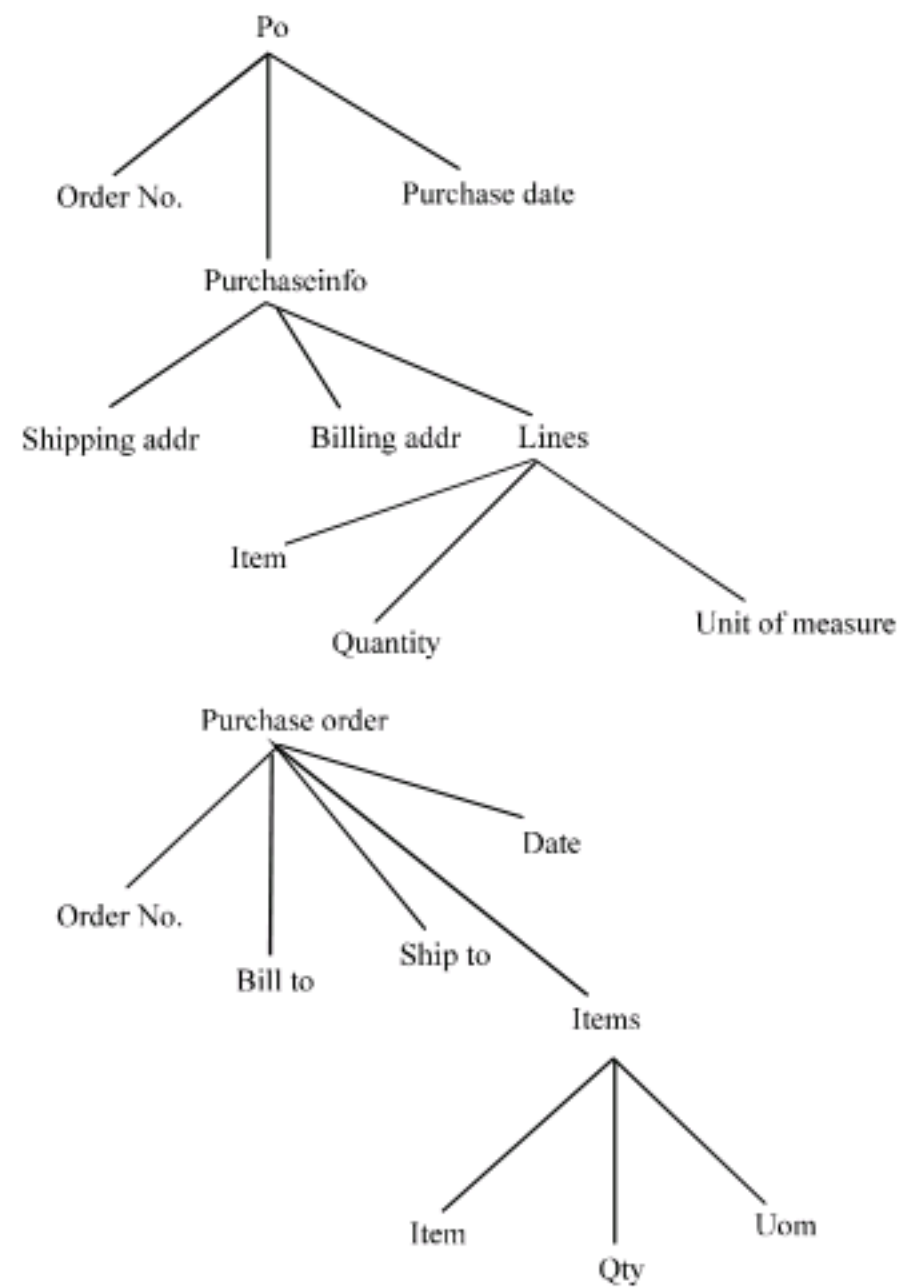 Po
Order No.
Purchase date
Purchaseinfo
Shipping addr
Billing addr
Lines
Item
Quantity
Unit of measure
Purchase order
Date
Order No.
Ship to
Bill to
Items
Item
Uom
Qty